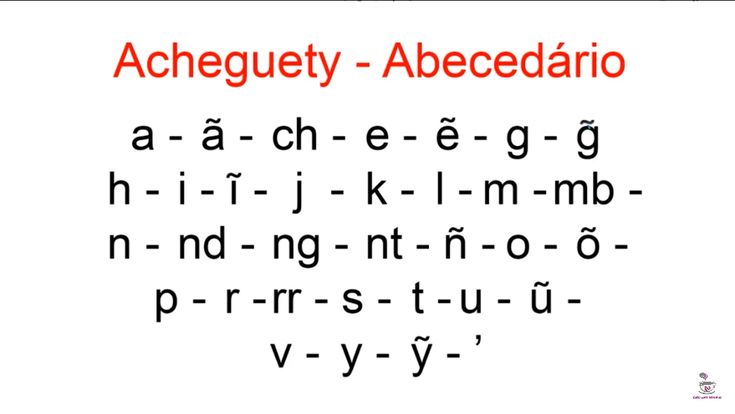 Acheguety - Abecedário
a - ã - ch - e - ẽ - g - g̃
h - i - ĩ - j - k - l - m - mb -
n - nd - ng - nt - ñ - o - õ -
p - r - rr - s - t - u - ũ -
v - y - ỹ - ’